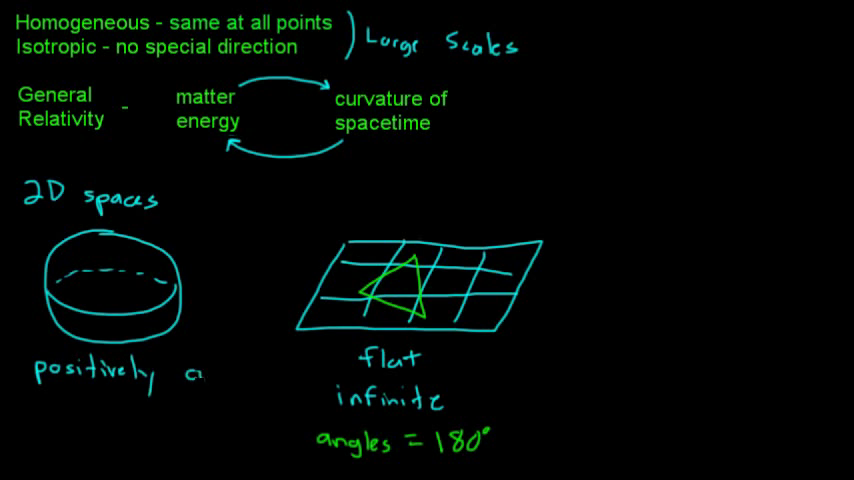 Homogeneous - same at all points
Isotropic - no special direction
Large Scales
General Relativity - matter energy
curvature of spacetime
2D spaces
positively c
flat
infinite
angles = 180°